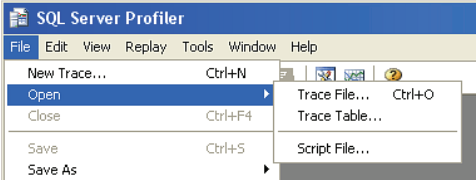 SQL Server Profiler
File Edit View Replay Tools Window Help
New Trace... Ctrl+N
Open
Trace File... Ctrl+O
Trace Table...
Script File...
Close Ctrl+F4
Save Ctrl+S
Save As